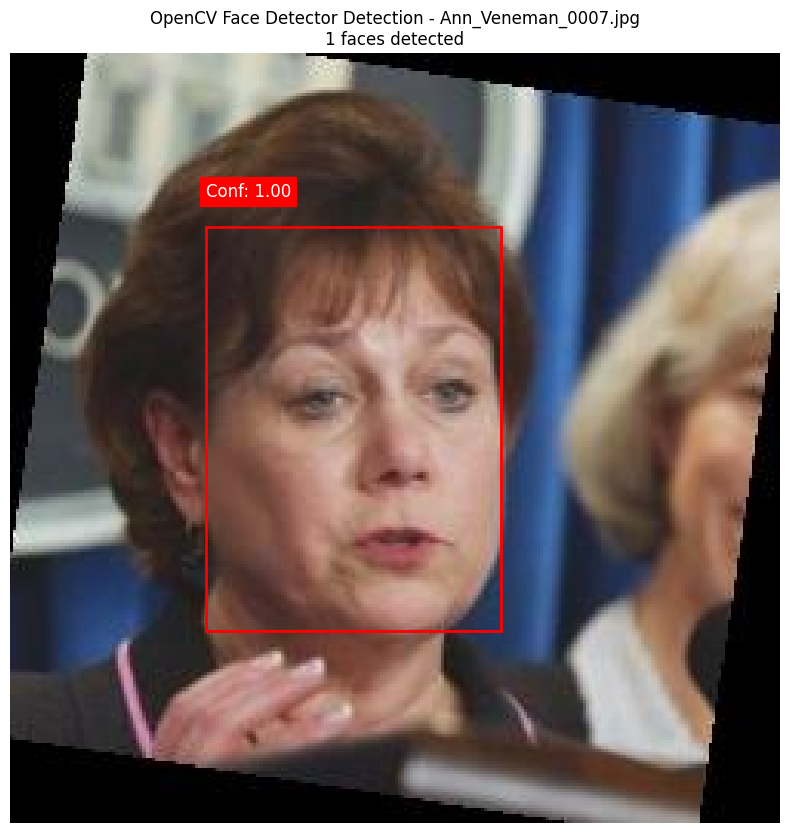 OpenCV Face Detector Detection - Ann_Veneman_0007.jpg
1 faces detected
Conf: 1.00